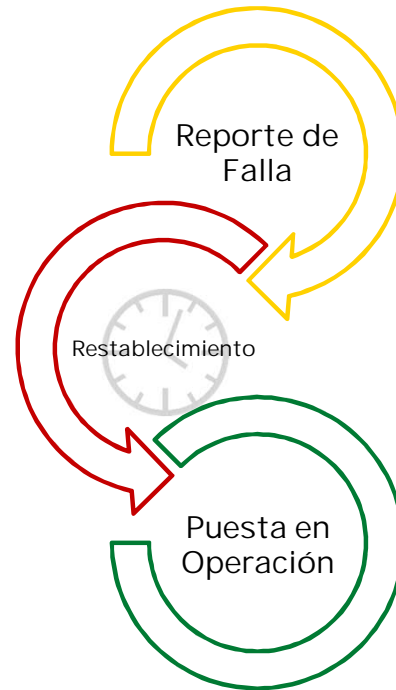 Reporte de
Falla
Restablecimiento
Puesta en
Operación